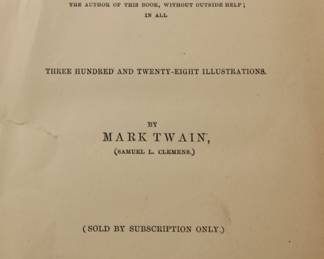 THE AUTHOR OF THIS BOOK, WITHOUT OUTSIDE HELP;
IN ALL
THREE HUNDRED AND TWENTY-EIGHT ILLUSTRATIONS.
BY
MARK TWAIN,
(SAMUEL L. CLEMENS.)
(SOLD BY SUBSCRIPTION ONLY.)